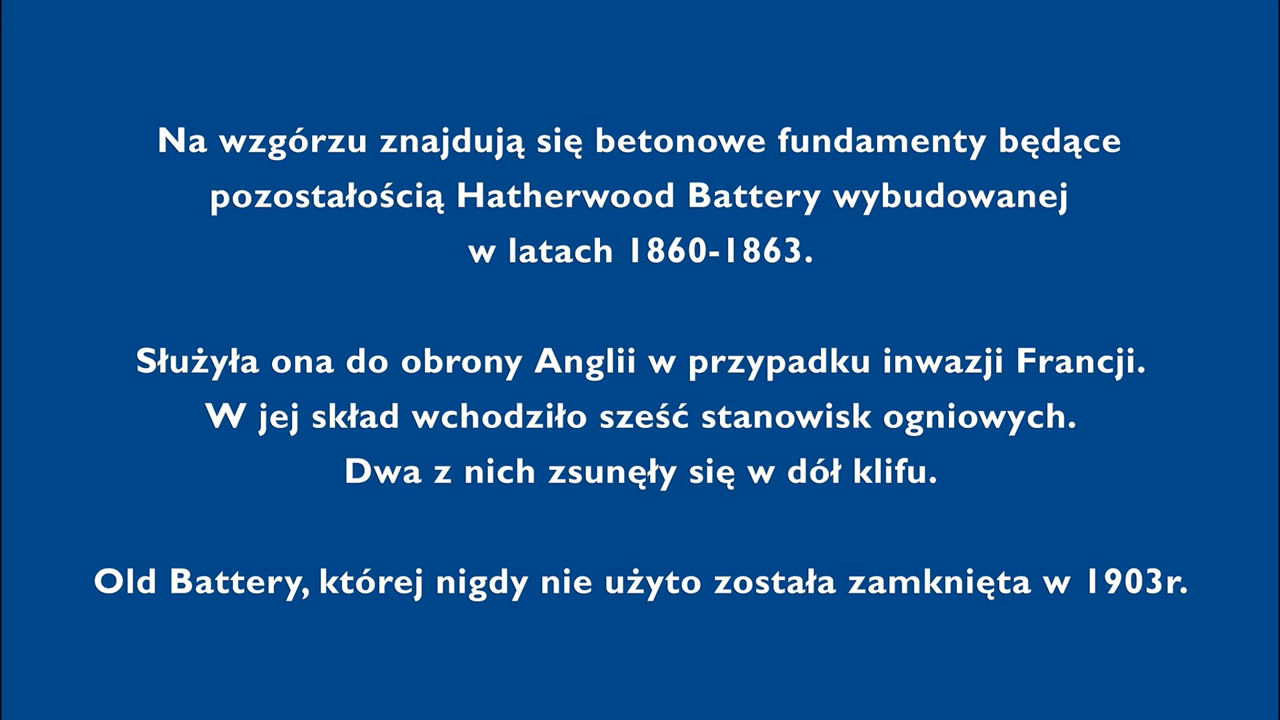 Na wzgórzu znajdują się betonowe fundamenty będące
pozostałością Hatherwood Battery wybudowanej
w latach 1860-1863.
Służyła ona do obrony Anglii w przypadku inwazji Francji.
W jej skład wchodziło sześć stanowisk ogniowych.
Dwa z nich zsunęły się w dół klifu.
Old Battery, której nigdy nie użyto została zamknięta w 1903r.